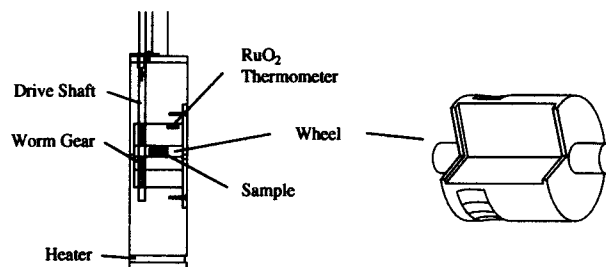 RuO2
Thermometer
Drive Shaft
Wheel
Worm Gear
Sample
Heater